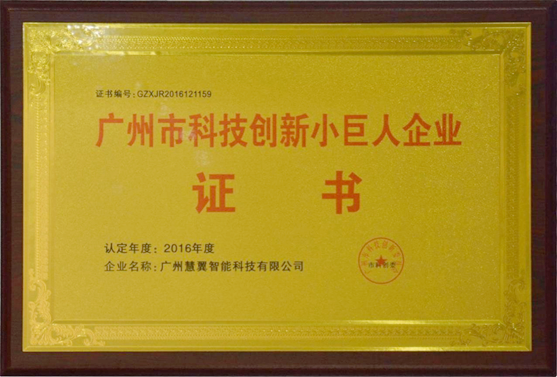 证书编号:GZXJR2016121159
广州市科技创新小巨人企业
证 书
认定年度：2016年度
企业名称：广州慧翼智能科技有限公司